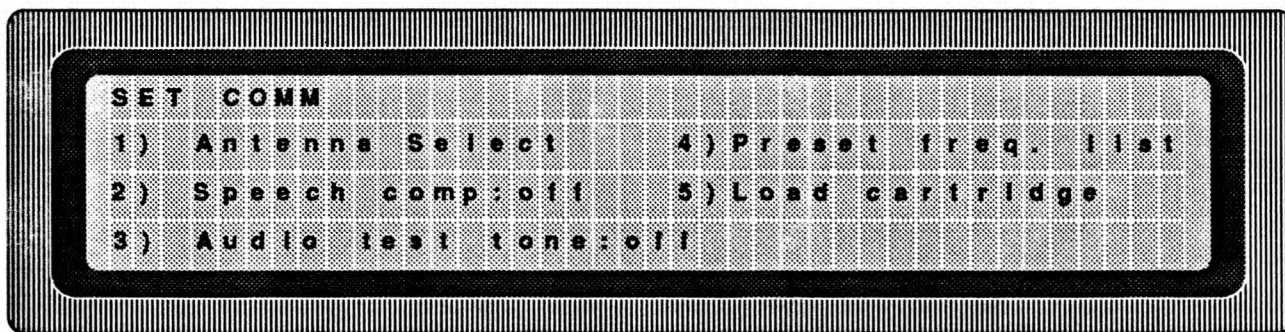 SET COMM
1) Antenna Select 4)Preset freq. list
2) Speech comp:off 5)Load cartridge
3) Audio test tone:off